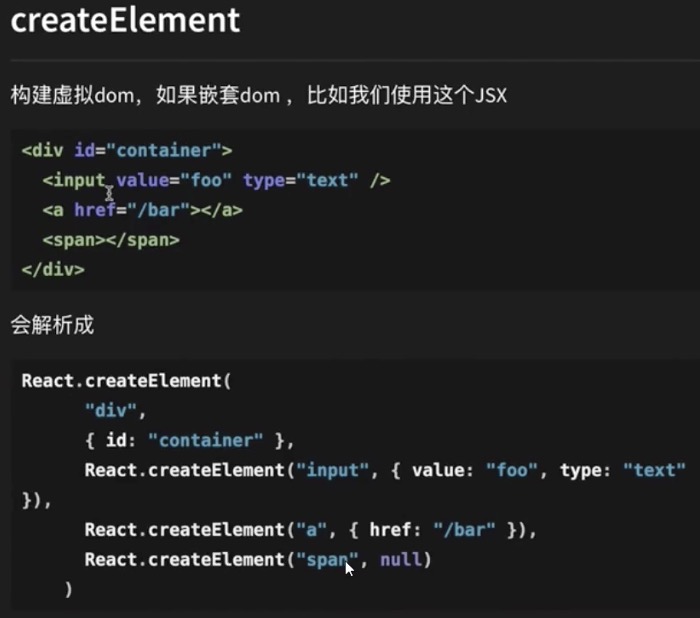 createElement
构建虚拟dom，如果嵌套dom ，比如我们使用这个JSX
<div id="container">
  <input value="foo" type="text" />
  <a href="/bar"></a>
  <span></span>
</div>
会解析成
React.createElement(
      "div",
      { id: "container" },
      React.createElement("input", { value: "foo", type: "text"
}),
      React.createElement("a", { href: "/bar" }),
      React.createElement("span", null)
    )